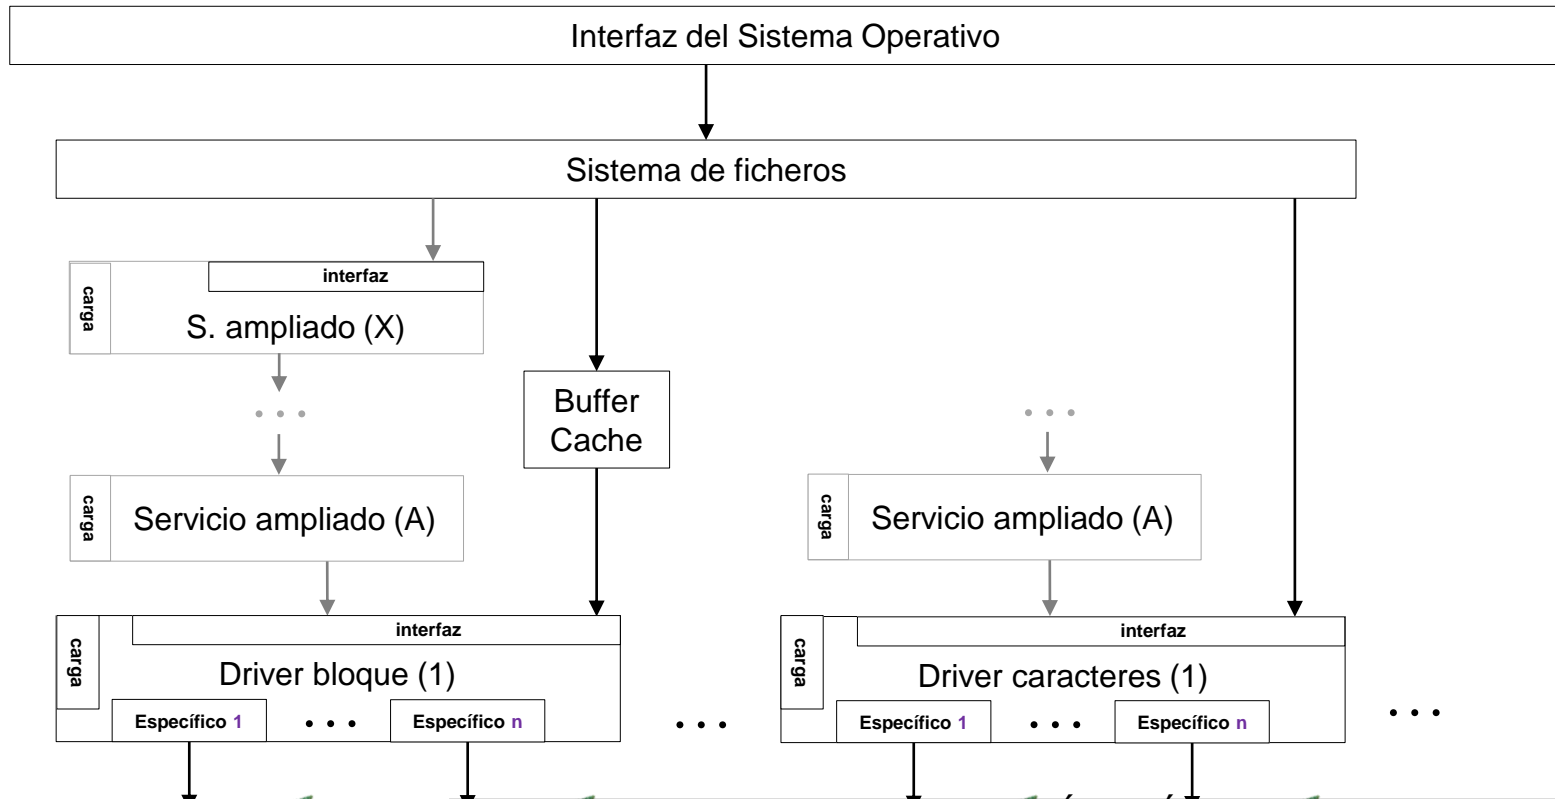 Interfaz del Sistema Operativo
Sistema de ficheros
carga
interfaz
S. ampliado (X)
. . .
Buffer
Cache
. . .
carga
Servicio ampliado (A)
carga
Servicio ampliado (A)
carga
interfaz
Driver bloque (1)
Específico 1
. . .
Específico n
. . .
carga
interfaz
Driver caracteres (1)
Específico 1
. . .
Específico n
. . .